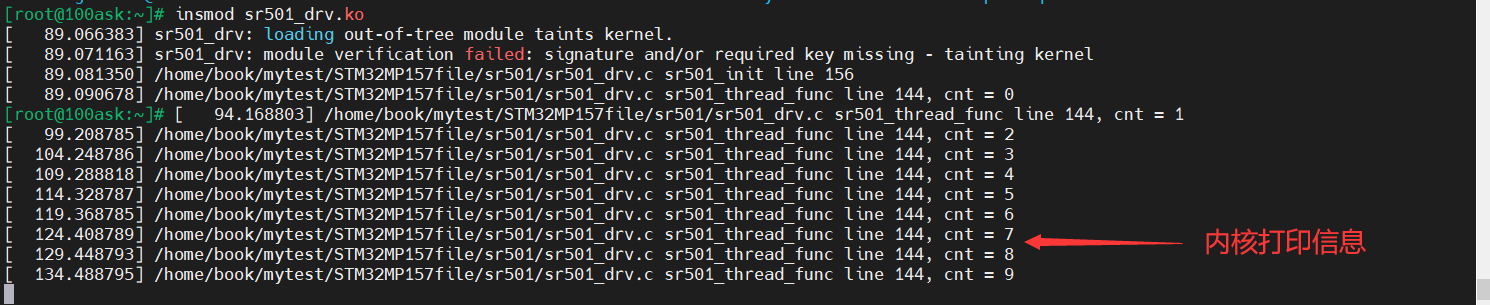 [root@100ask:~]# insmod sr501_drv.ko
[   89.066383] sr501_drv: loading out-of-tree module taints kernel.
[   89.071163] sr501_drv: module verification failed: signature and/or required key missing - tainting kernel
[   89.081350] /home/book/mytest/STM32MP157file/sr501/sr501_drv.c sr501_init line 156
[   89.090678] /home/book/mytest/STM32MP157file/sr501/sr501_drv.c sr501_thread_func line 144, cnt = 0
[root@100ask:~]# [   94.168803] /home/book/mytest/STM32MP157file/sr501/sr501_drv.c sr501_thread_func line 144, cnt = 1
[   99.208785] /home/book/mytest/STM32MP157file/sr501/sr501_drv.c sr501_thread_func line 144, cnt = 2
[  104.248786] /home/book/mytest/STM32MP157file/sr501/sr501_drv.c sr501_thread_func line 144, cnt = 3
[  109.288818] /home/book/mytest/STM32MP157file/sr501/sr501_drv.c sr501_thread_func line 144, cnt = 4
[  114.328787] /home/book/mytest/STM32MP157file/sr501/sr501_drv.c sr501_thread_func line 144, cnt = 5
[  119.368785] /home/book/mytest/STM32MP157file/sr501/sr501_drv.c sr501_thread_func line 144, cnt = 6
[  124.408789] /home/book/mytest/STM32MP157file/sr501/sr501_drv.c sr501_thread_func line 144, cnt = 7
内核打印信息
[  129.448793] /home/book/mytest/STM32MP157file/sr501/sr501_drv.c sr501_thread_func line 144, cnt = 8
[  134.488795] /home/book/mytest/STM32MP157file/sr501/sr501_drv.c sr501_thread_func line 144, cnt = 9